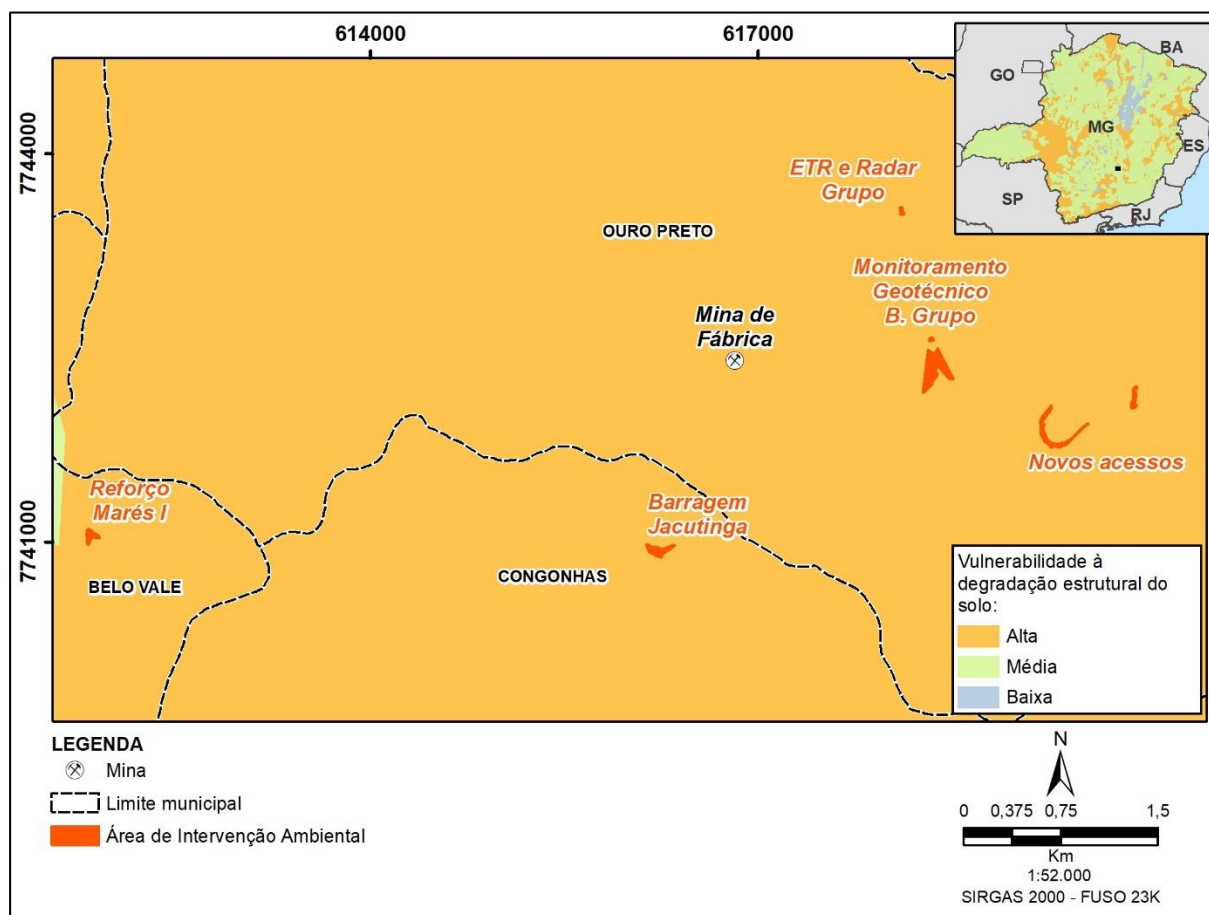 614000
617000
7744000
7741000
GO
BA
MG
ES
SP
RJ
ETR e Radar
Grupo
OURO PRETO
Monitoramento
Geotécnico
B. Grupo
Mina de
Fábrica
Novos acessos
Reforço
Marés I
Barragem
Jacutinga
BELO VALE
CONGONHAS
Vulnerabilidade à
degradação estrutural do
solo:
Alta
Média
Baixa
LEGENDA
Mina
Limite municipal
Área de Intervenção Ambiental
N
0 0,375 0,75 1,5
Km
1:52.000
SIRGAS 2000 - FUSO 23K